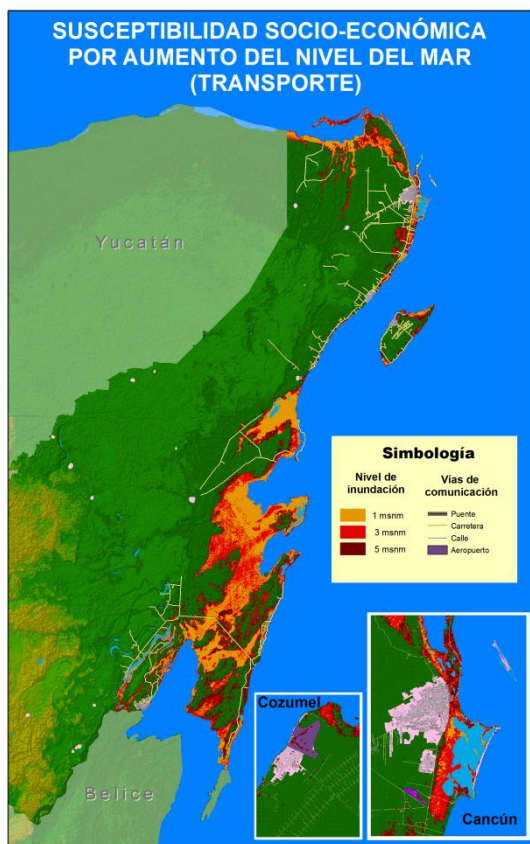 SUSCEPTIBILIDAD SOCIO-ECONÓMICA
POR AUMENTO DEL NIVEL DEL MAR
(TRANSPORTE)
Yucatán
Simbología
Nivel de
inundación
1 msnm
3 msnm
5 msnm
Vías de
comunicación
Puente
Carretera
Calle
Aeropuerto
Cozumel
Cancún
Belice